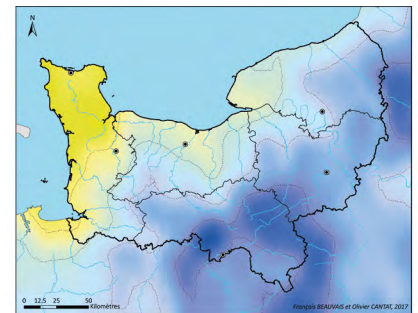 N
0 12,5 25 50
Kilomètres
François BEAUVAIS et Olivier CANTAT, 2017